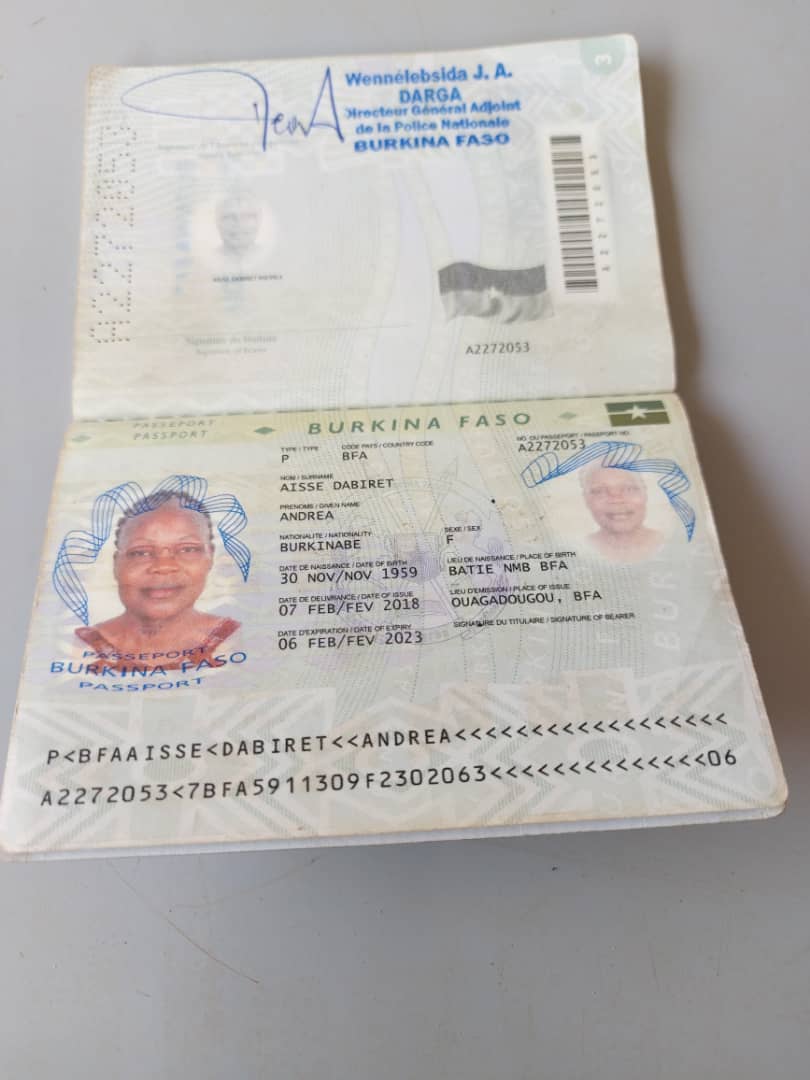 Wennélebsida J. A.
DARGA
Directeur Général Adjoint
de la Police Nationale
BURKINA FASO
3
A2272053
A2272053
Signature du titulaire
Signature of bearer
A2272053
PASSEPORT
PASSPORT
BURKINA FASO
TYPE / TYPE
P
CODE PAYS / COUNTRY CODE
BFA
NO. DU PASSEPORT / PASSPORT NO.
A2272053
NOM / SURNAME
AISSE DABIRET
PRENOMS / GIVEN NAME
ANDREA
NATIONALITE / NATIONALITY
BURKINABE
SEXE / SEX
F
DATE DE NAISSANCE / DATE OF BIRTH
30 NOV/NOV 1959
LIEU DE NAISSANCE / PLACE OF BIRTH
BATIE NMB BFA
DATE DE DELIVRANCE / DATE OF ISSUE
07 FEB/FEV 2018
LIEU D'EMISSION / PLACE OF ISSUE
OUAGADOUGOU, BFA
DATE D'EXPIRATION / DATE OF EXPIRY
06 FEB/FEV 2023
SIGNATURE DU TITULAIRE / SIGNATURE OF BEARER
PASSEPORT
BURKINA FASO
PASSPORT
P<BFAAISSE<DABIRET<<ANDREA<<<<<<<<<<<<<<<<<<
A2272053<7BFA5911309F2302063<<<<<<<<<<<<<<06